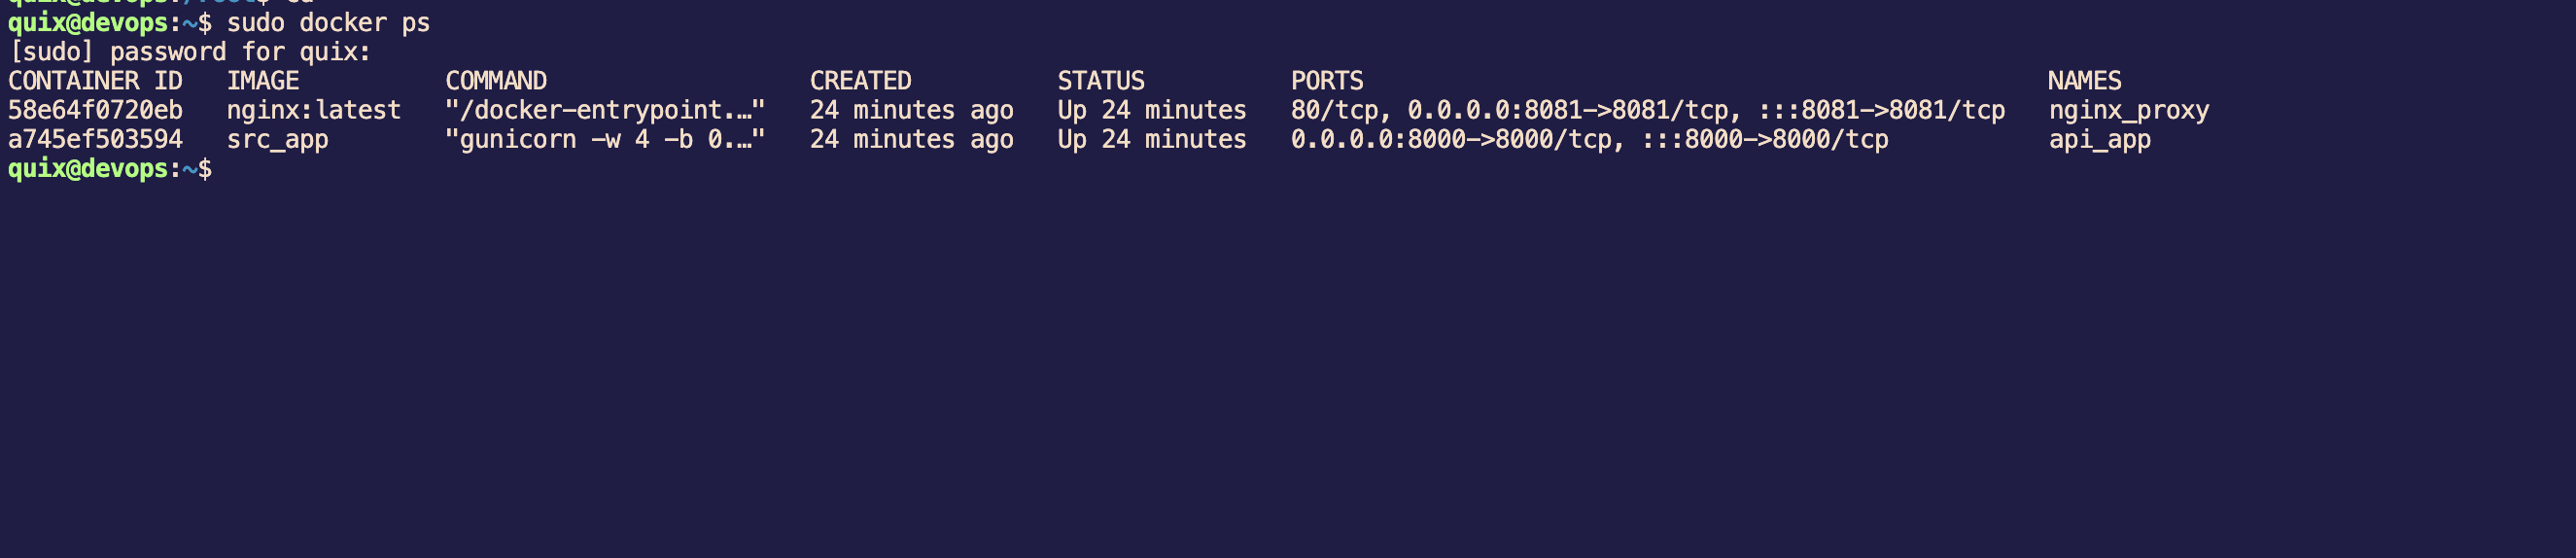 quix@devops:~$ sudo docker ps
[sudo] password for quix:
CONTAINER ID   IMAGE          COMMAND                  CREATED          STATUS          PORTS                                               NAMES
58e64f0720eb   nginx:latest   "/docker-entrypoint.…"   24 minutes ago   Up 24 minutes   80/tcp, 0.0.0.0:8081->8081/tcp, :::8081->8081/tcp   nginx_proxy
a745ef503594   src_app        "gunicorn -w 4 -b 0.…"   24 minutes ago   Up 24 minutes   0.0.0.0:8000->8000/tcp, :::8000->8000/tcp           api_app
quix@devops:~$